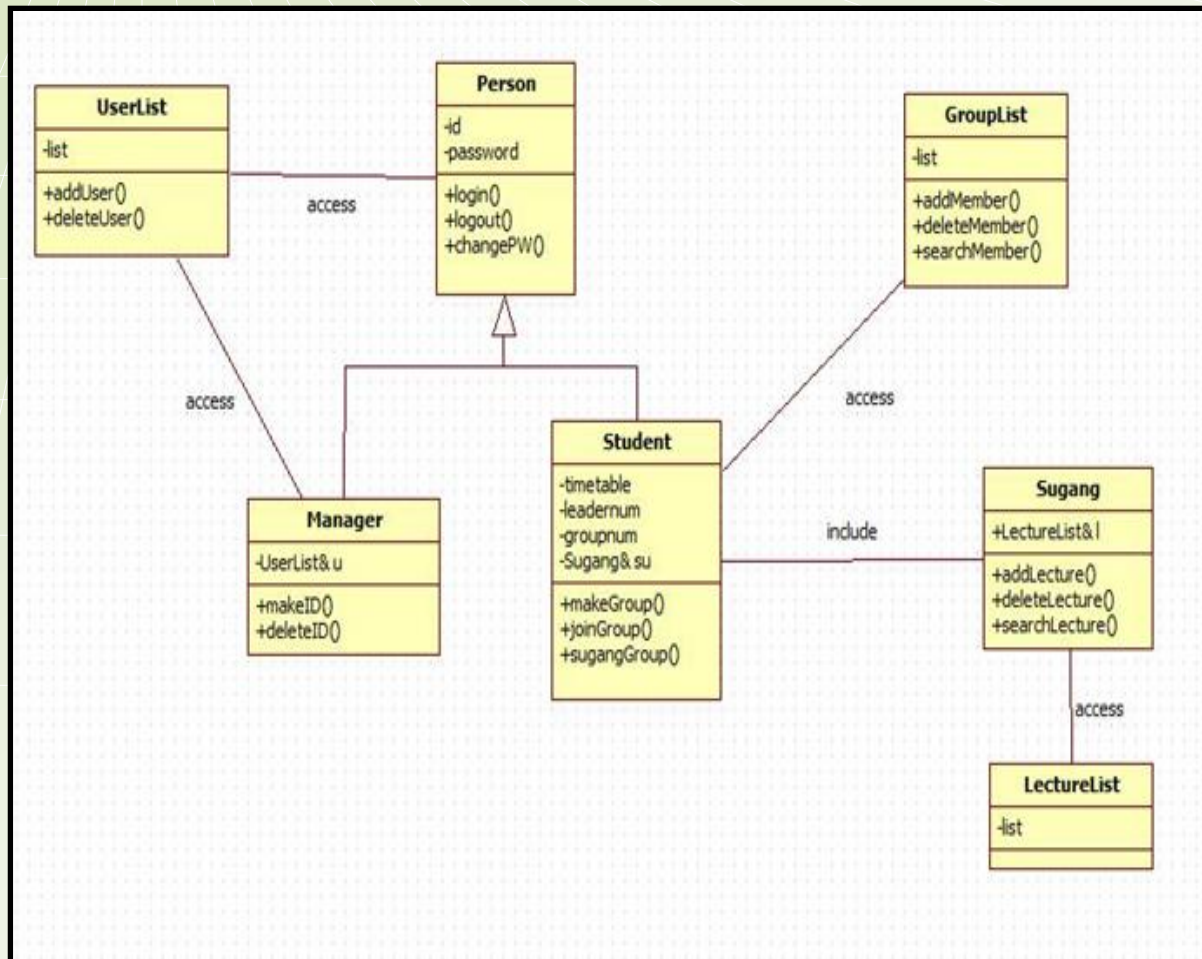 UserList
-list
+addUser()
+deleteUser()
access
Person
-id
-password
+login()
+logout()
+changePW()
GroupList
-list
+addMember()
+deleteMember()
+searchMember()
access
access
Manager
-UserList& u
+makeID()
+deleteID()
Student
-timetable
-leadernum
-groupnum
-Sugang& su
+makeGroup()
+joinGroup()
+sugangGroup()
include
Sugang
+LectureList& l
+addLecture()
+deleteLecture()
+searchLecture()
access
LectureList
-list